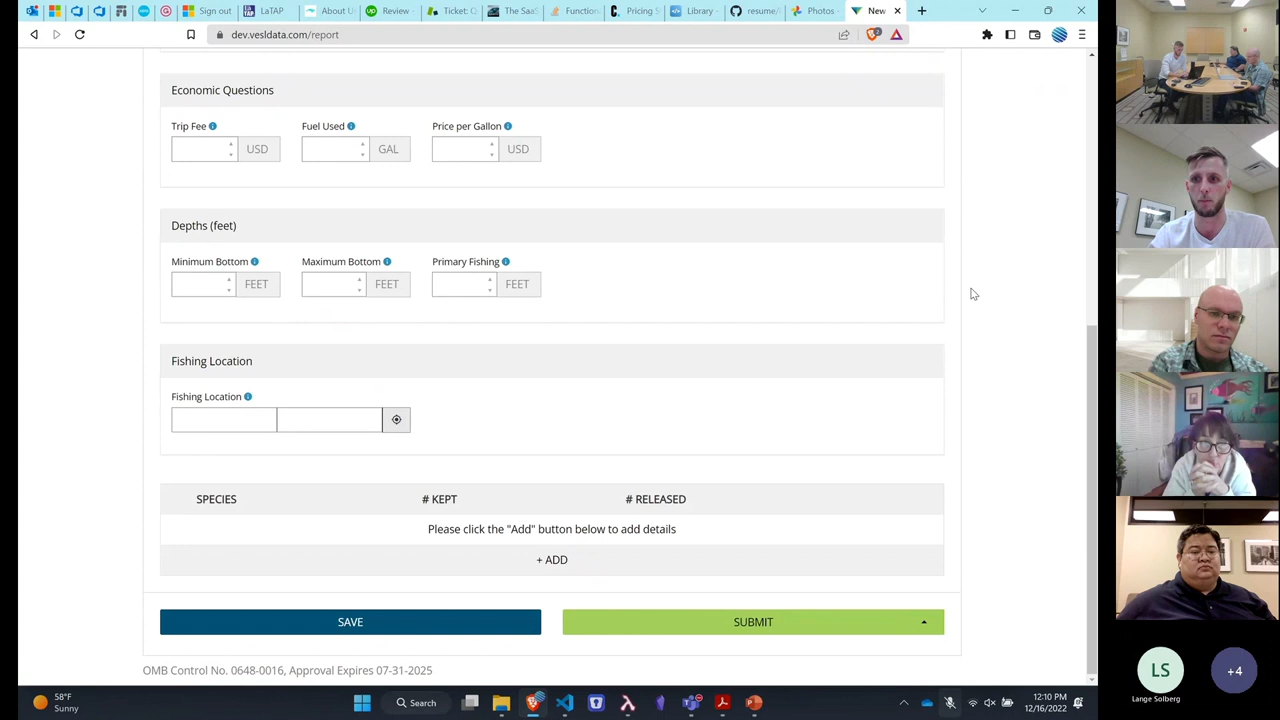 Sign out
LaTAP
About U
Review -
Ticket: C
The SaaS
Function
Pricing S
Library -
resume/
Photos -
New
dev.vesldata.com/report
Economic Questions
Trip Fee
Fuel Used
Price per Gallon
USD
GAL
USD
Depths (feet)
Minimum Bottom
Maximum Bottom
Primary Fishing
FEET
FEET
FEET
Fishing Location
Fishing Location
SPECIES
# KEPT
# RELEASED
Please click the "Add" button below to add details
+ ADD
SAVE
SUBMIT
OMB Control No. 0648-0016, Approval Expires 07-31-2025
LS
+4
Lange Solberg
58°F
Sunny
Search
12:10 PM
12/16/2022